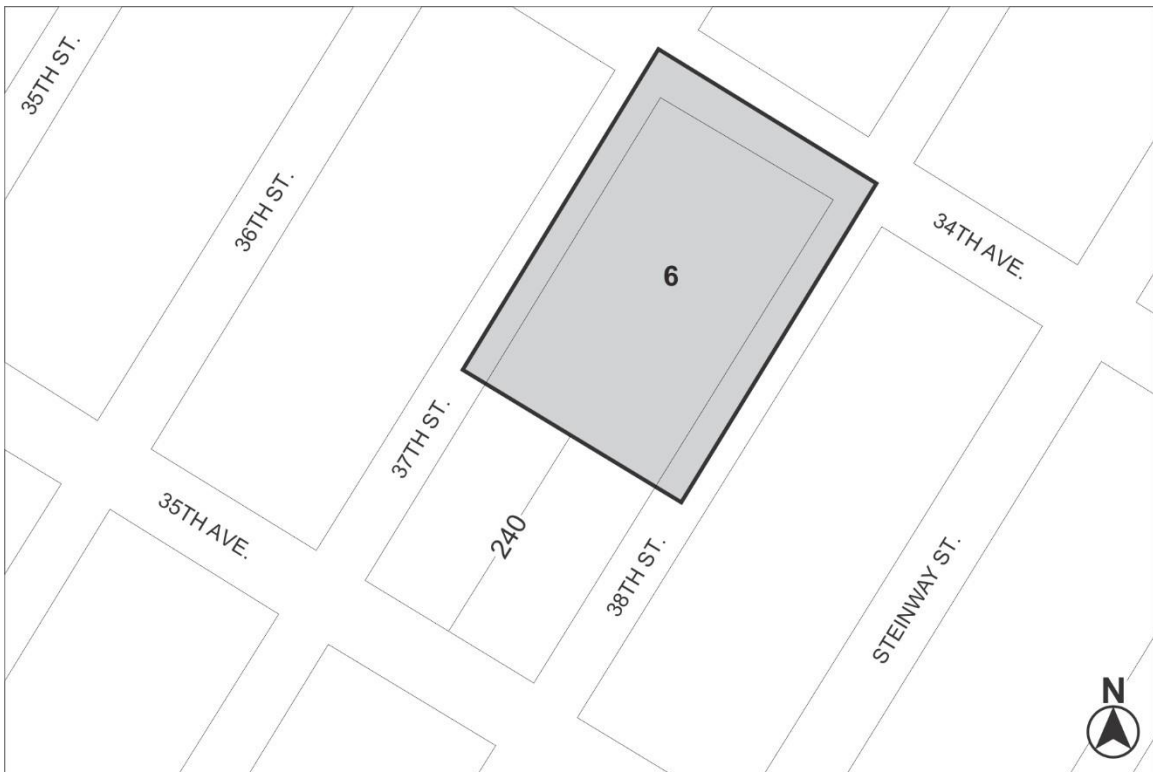 35TH ST.
36TH ST.
34TH AVE.
6
37TH ST.
35TH AVE.
240
38TH ST.
STEINWAY ST.
N